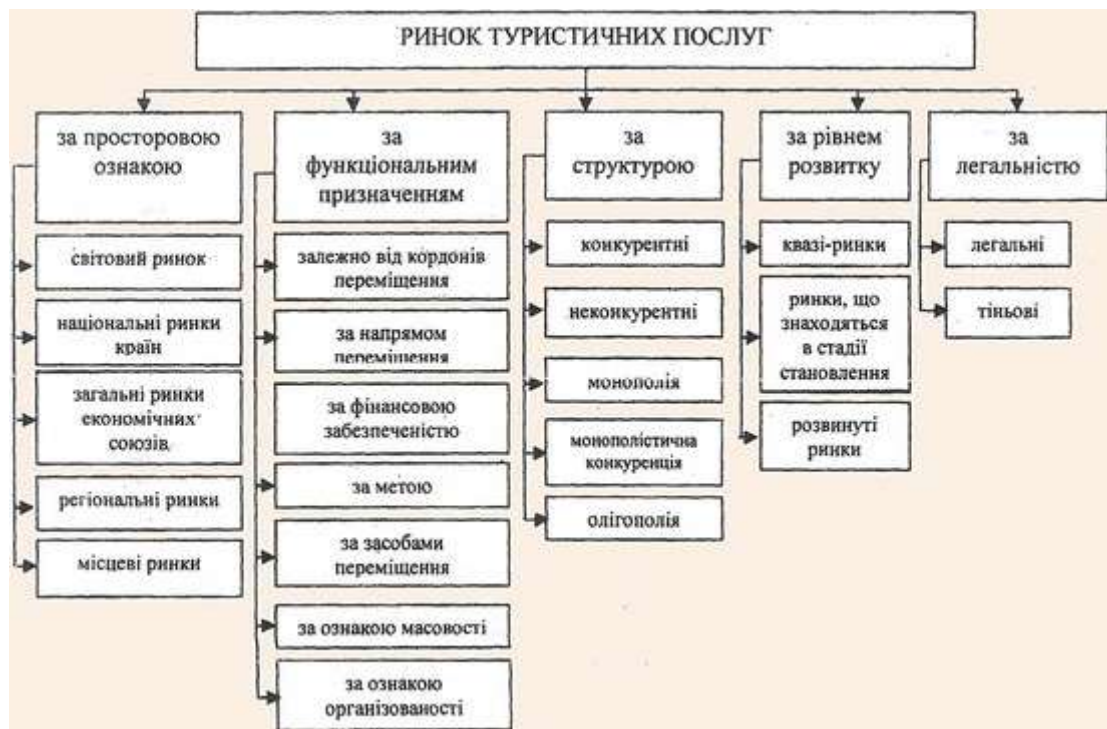 РИНОК ТУРИСТИЧНИХ ПОСЛУГ
за просторовою
ознакою
світовий ринок
національні ринки
країн
загальні ринки
економічних
союзів
регіональні ринки
місцеві ринки
за
функціональним
призначенням
залежно від кордонів
переміщення
за напрямом
переміщення
за фінансовою
забезпеченістю
за метою
за засобами
переміщення
за ознакою масовості
за ознакою
організованості
за
структурою
конкурентні
неконкурентні
монополія
монополістична
конкуренція
олігополія
за рівнем
розвитку
квазі-ринки
ринки, що
знаходяться
в стадії
становлення
розвинуті
ринки
за
легальністю
легальні
тіньові